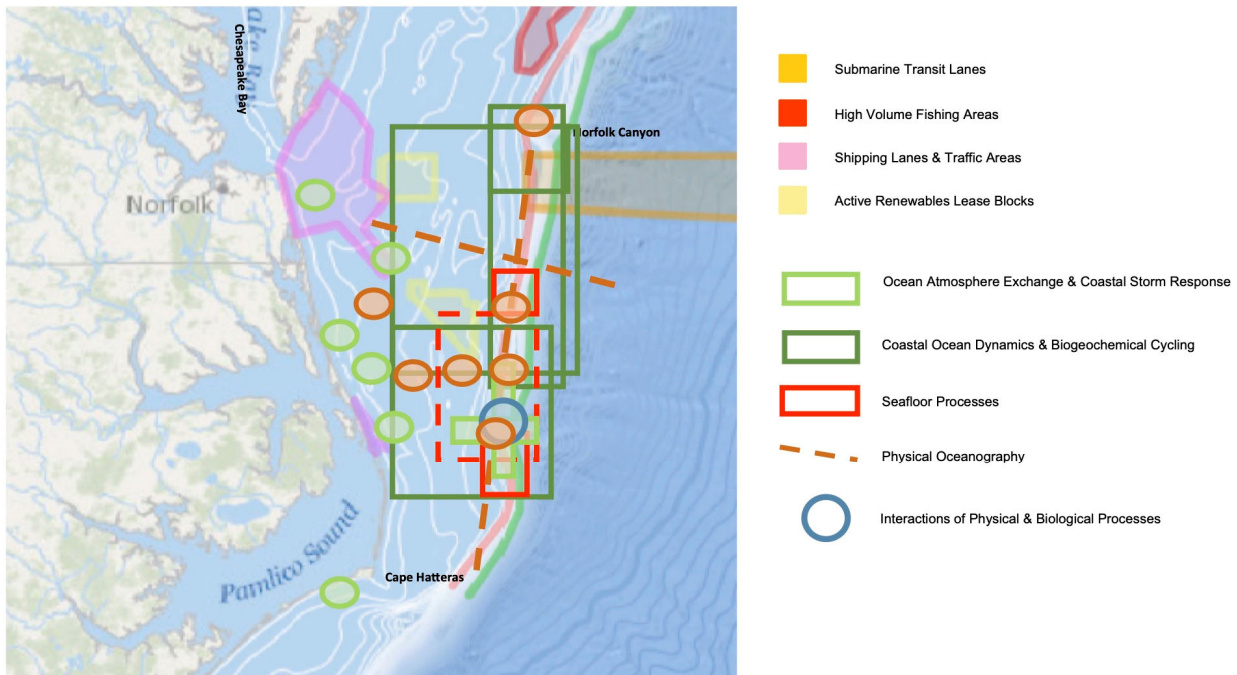 Chesapeake Bay
ake Bay
Norfolk Canyon
Norfolk
Cape Hatteras
Pamlico Sound
Submarine Transit Lanes
High Volume Fishing Areas
Shipping Lanes & Traffic Areas
Active Renewables Lease Blocks
Ocean Atmosphere Exchange & Coastal Storm Response
Coastal Ocean Dynamics & Biogeochemical Cycling
Seafloor Processes
Physical Oceanography
Interactions of Physical & Biological Processes